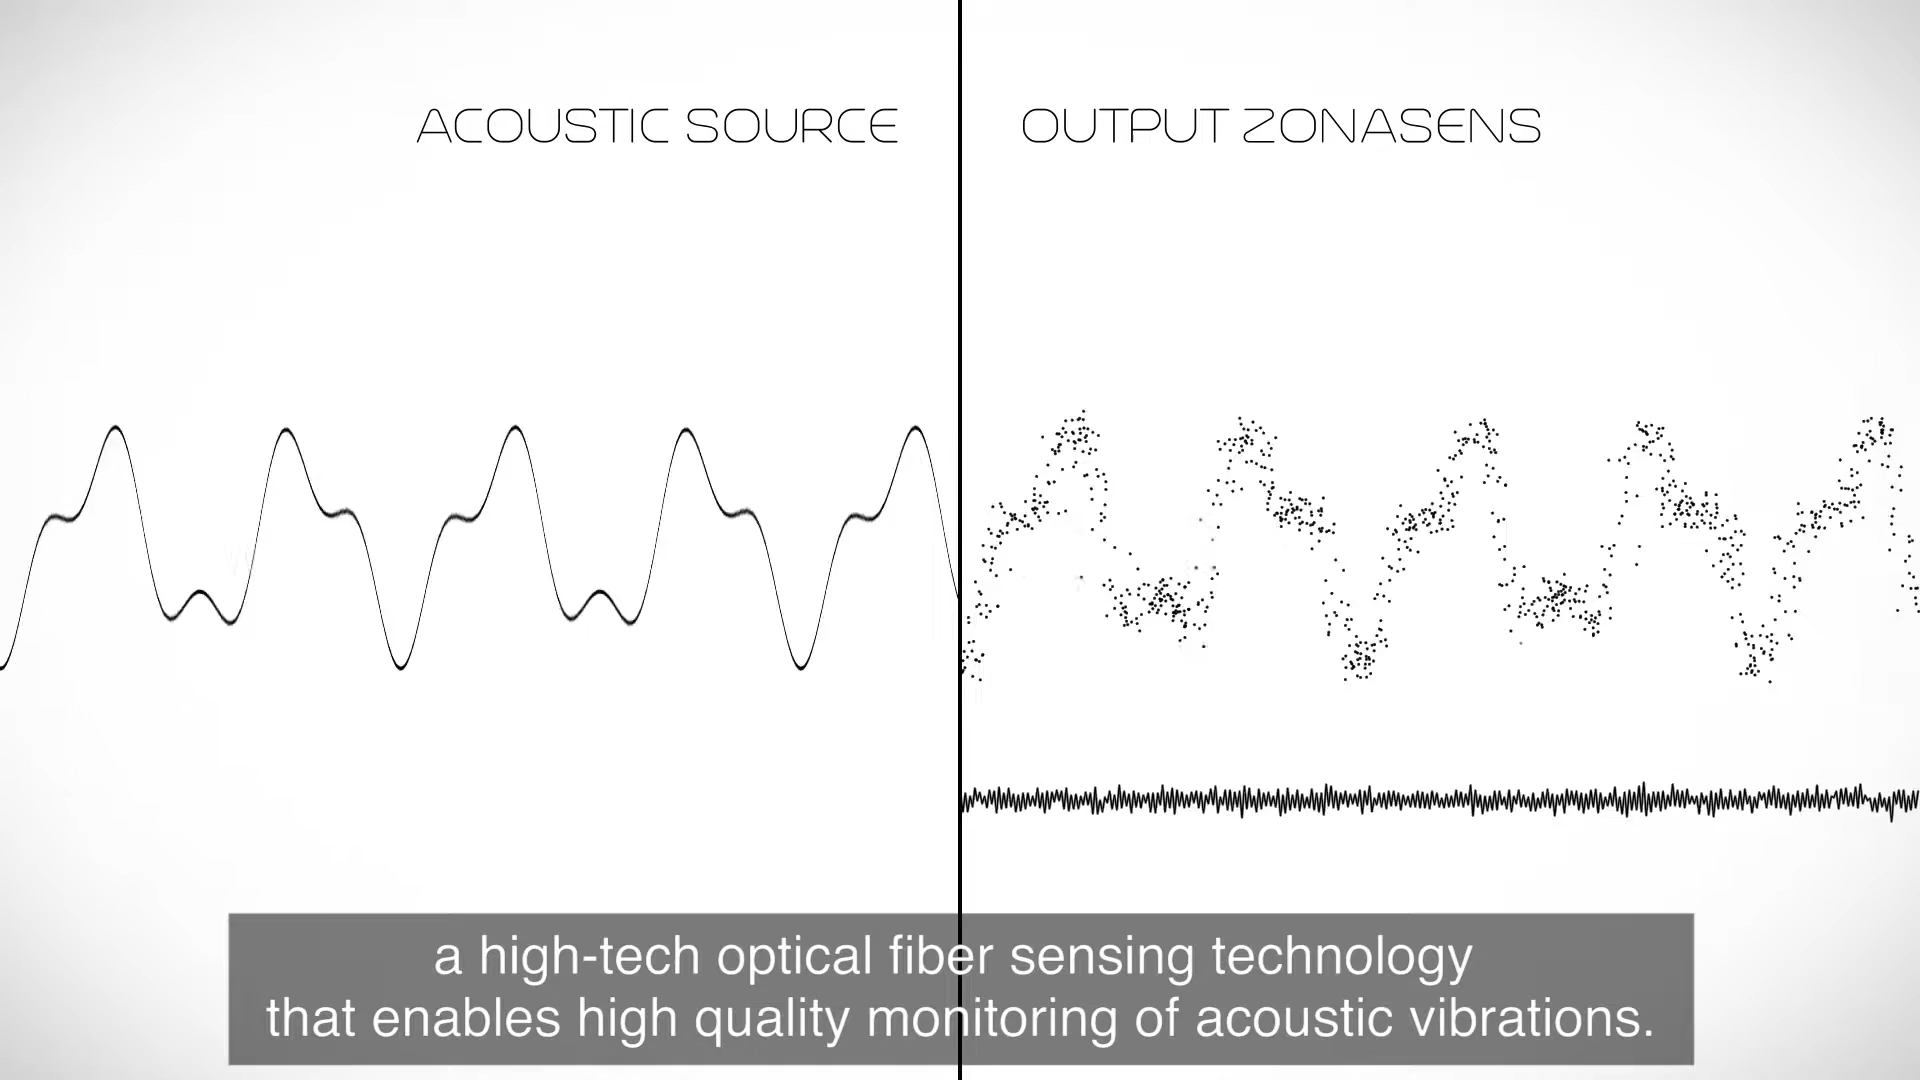 ACOUSTIC SOURCE
OUTPUT ZONASENS
a high-tech optical fiber sensing technology
that enables high quality monitoring of acoustic vibrations.